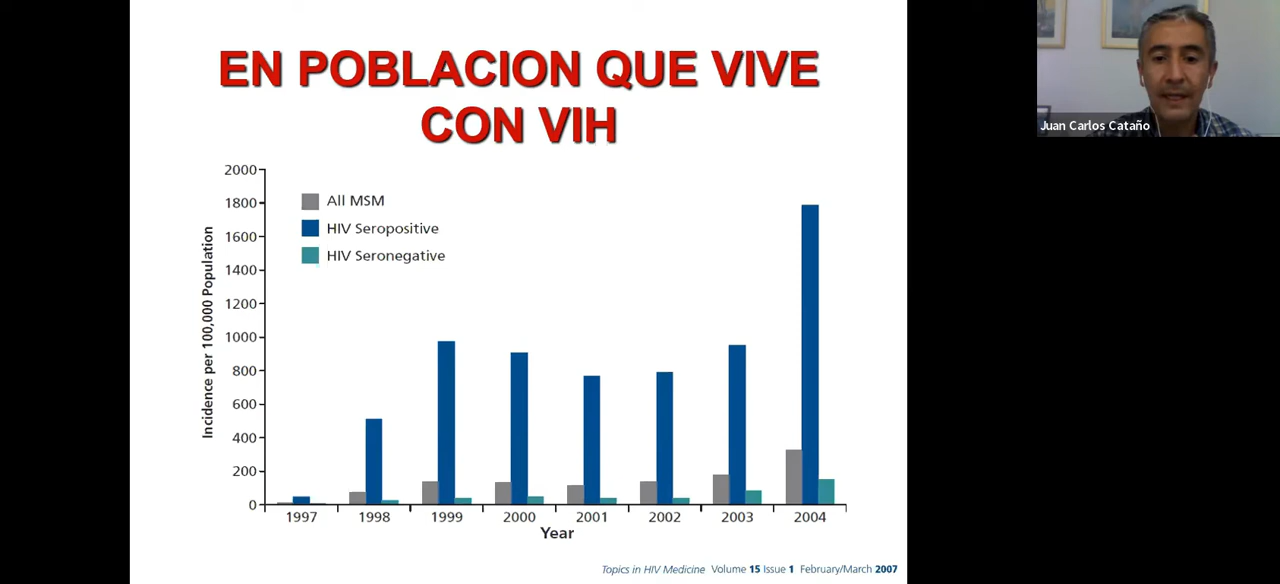 EN POBLACION QUE VIVE
CON VIH
Juan Carlos Cataño
2000
1800
1600
1400
1200
1000
800
600
400
200
0
Incidence per 100,000 Population
All MSM
HIV Seropositive
HIV Seronegative
1997 1998 1999 2000 2001 2002 2003 2004
Year
Topics in HIV Medicine Volume 15 Issue 1 February/March 2007